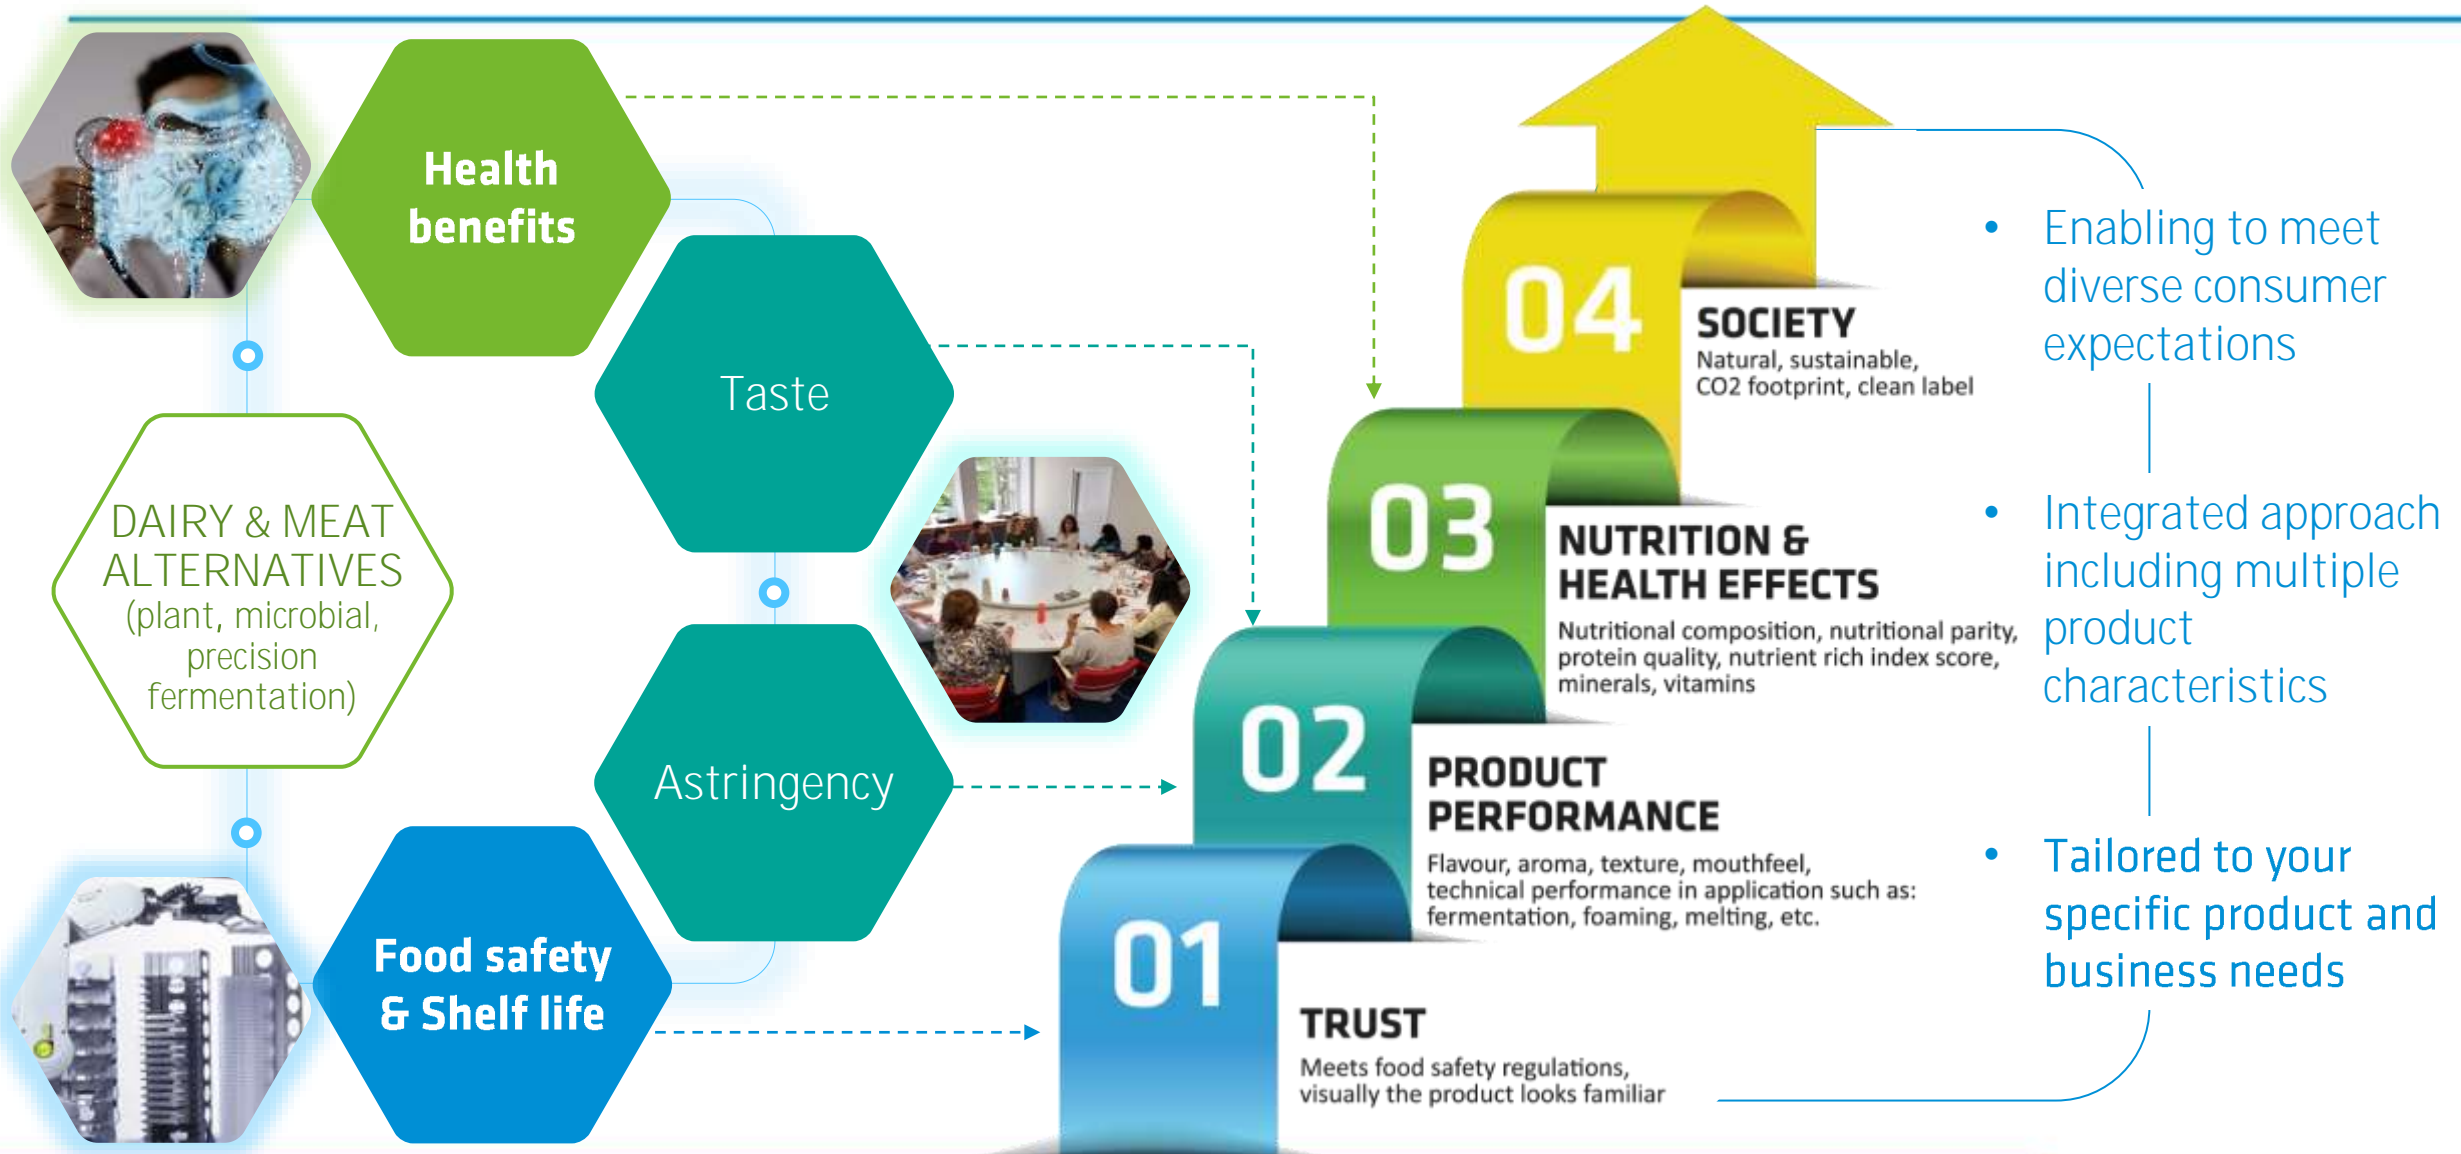 Health
benefits
Taste
DAIRY & MEAT
ALTERNATIVES
(plant, microbial,
precision
fermentation)
Astringency
Food safety
& Shelf life
04
SOCIETY
Natural, sustainable,
CO2 footprint, clean label
03
NUTRITION &
HEALTH EFFECTS
Nutritional composition, nutritional parity,
protein quality, nutrient rich index score,
minerals, vitamins
02
PRODUCT
PERFORMANCE
Flavour, aroma, texture, mouthfeel,
technical performance in application such as:
fermentation, foaming, melting, etc.
01
TRUST
Meets food safety regulations,
visually the product looks familiar
• Enabling to meet
diverse consumer
expectations
• Integrated approach
including multiple
product
characteristics
• Tailored to your
specific product and
business needs